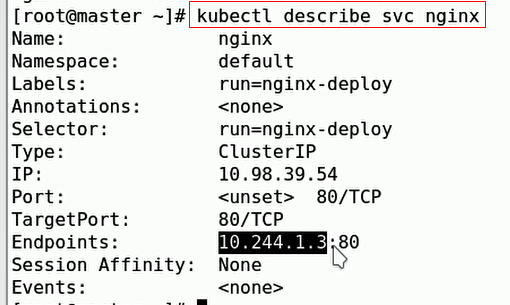 [root@master ~]# kubectl describe svc nginx
Name: nginx
Namespace: default
Labels: run=nginx-deploy
Annotations: <none>
Selector: run=nginx-deploy
Type: ClusterIP
IP: 10.98.39.54
Port: <unset> 80/TCP
TargetPort: 80/TCP
Endpoints: 10.244.1.3:80
Session Affinity: None
Events: <none>